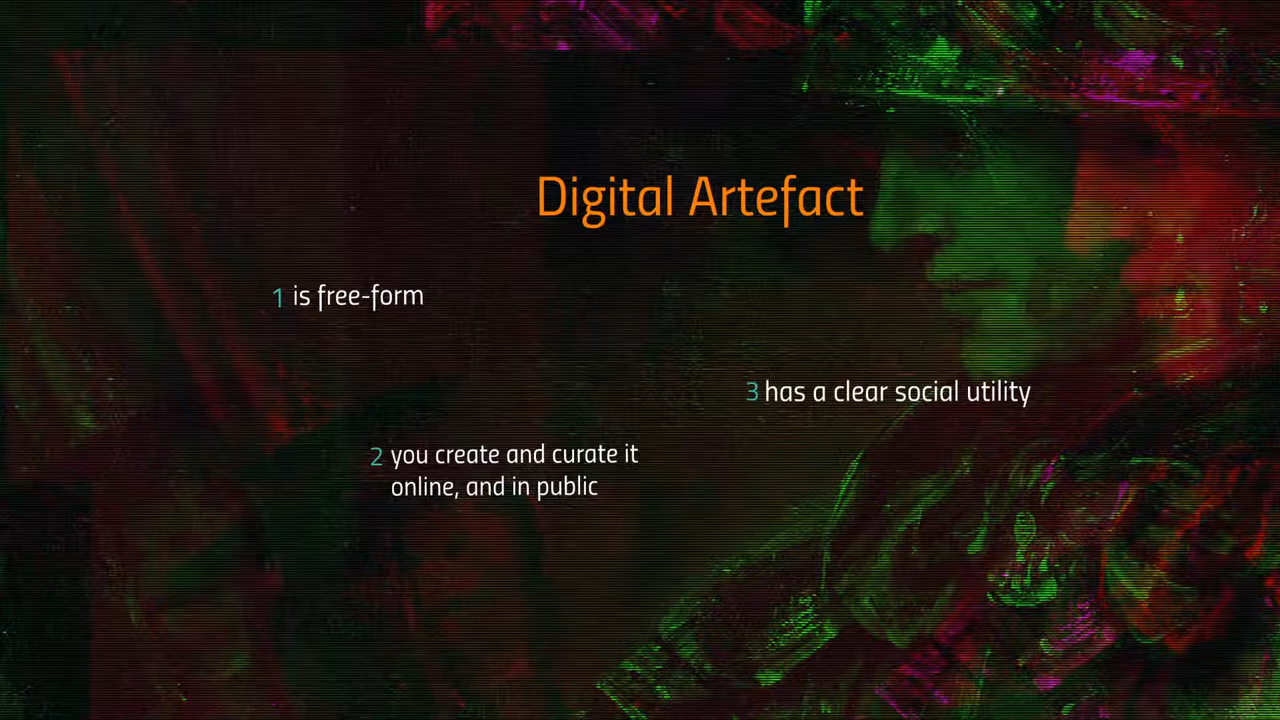 Digital Artefact
1 is free-form
2 you create and curate it
online, and in public
3 has a clear social utility